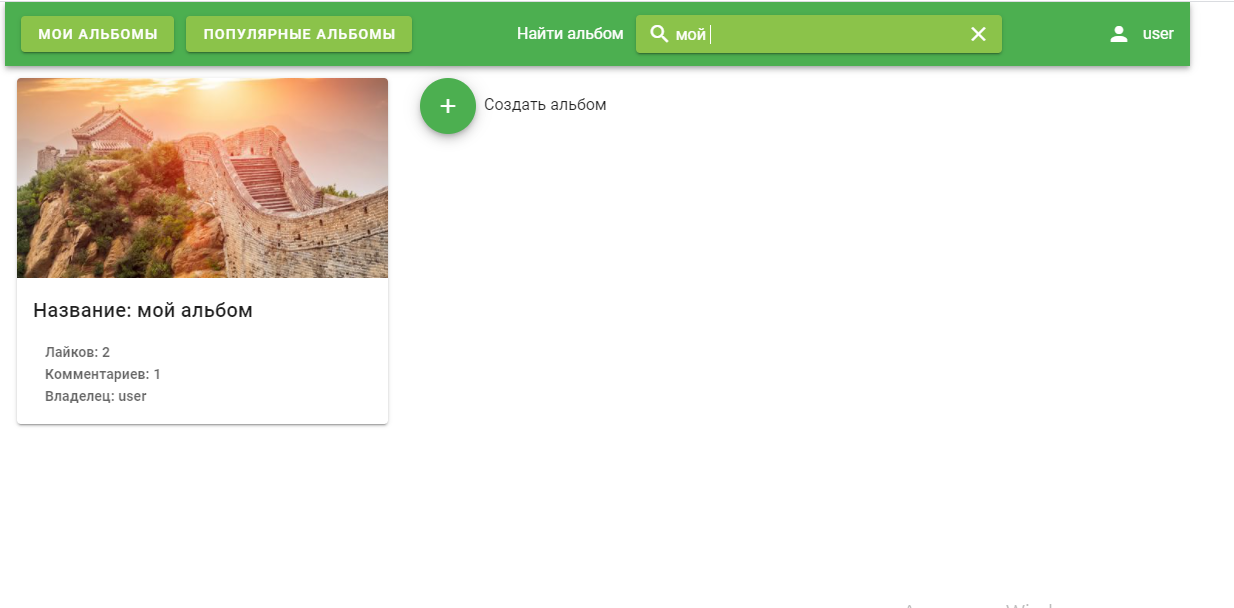 МОИ АЛЬБОМЫ ПОПУЛЯРНЫЕ АЛЬБОМЫ Найти альбом мой user
Создать альбом
Название: мой альбом
Лайков: 2
Комментариев: 1
Владелец: user